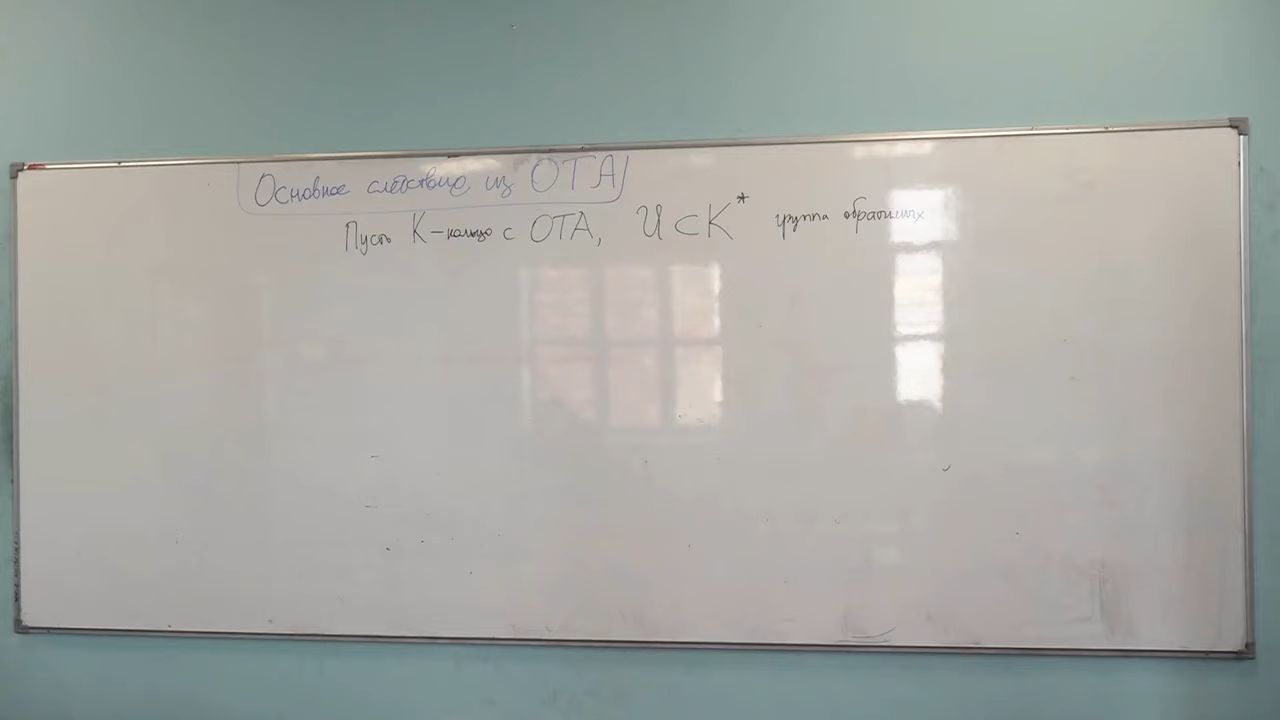 Основное следствие из ОТА
Пусть K - кольцо с ОТА, U ⊂ K* группа обратимых